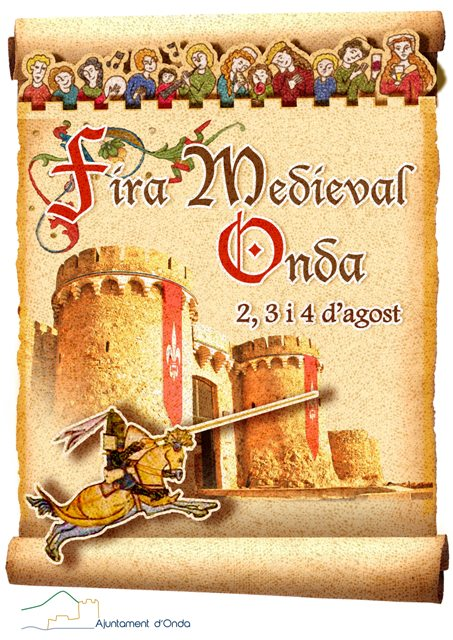 Fira Medieval
Onda
2, 3 i 4 d'agost
Ajuntament d'Onda